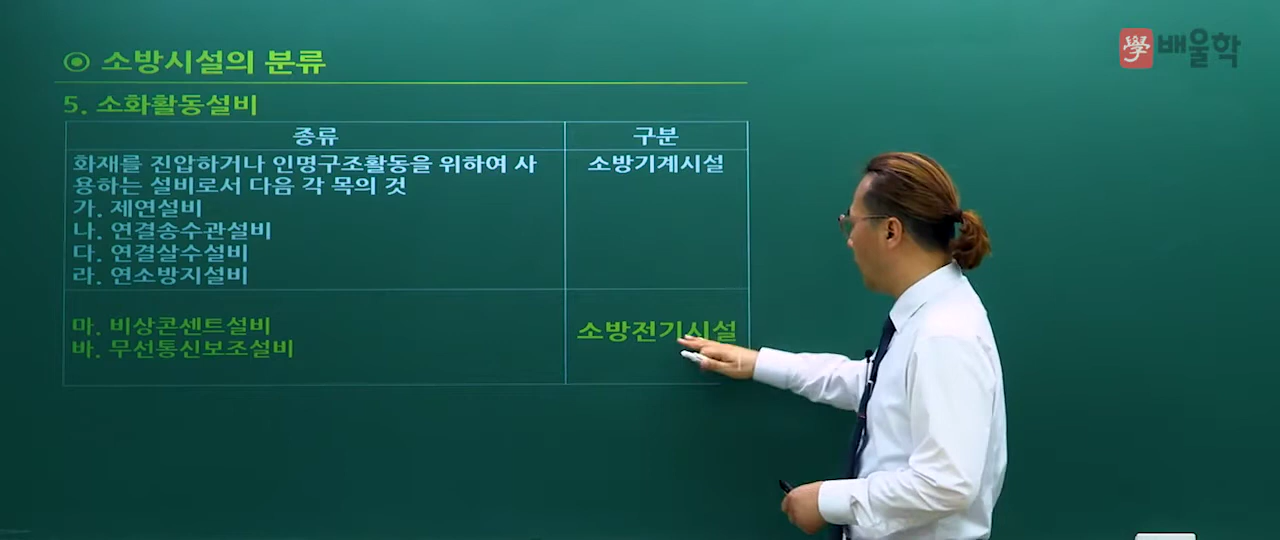 學 배울학
◉ 소방시설의 분류
5. 소화활동설비
종류 구분
화재를 진압하거나 인명구조활동을 위하여 사 소방기계시설
용하는 설비로서 다음 각 목의 것
가. 제연설비
나. 연결송수관설비
다. 연결살수설비
라. 연소방지설비
마. 비상콘센트설비 소방전기시설
바. 무선통신보조설비